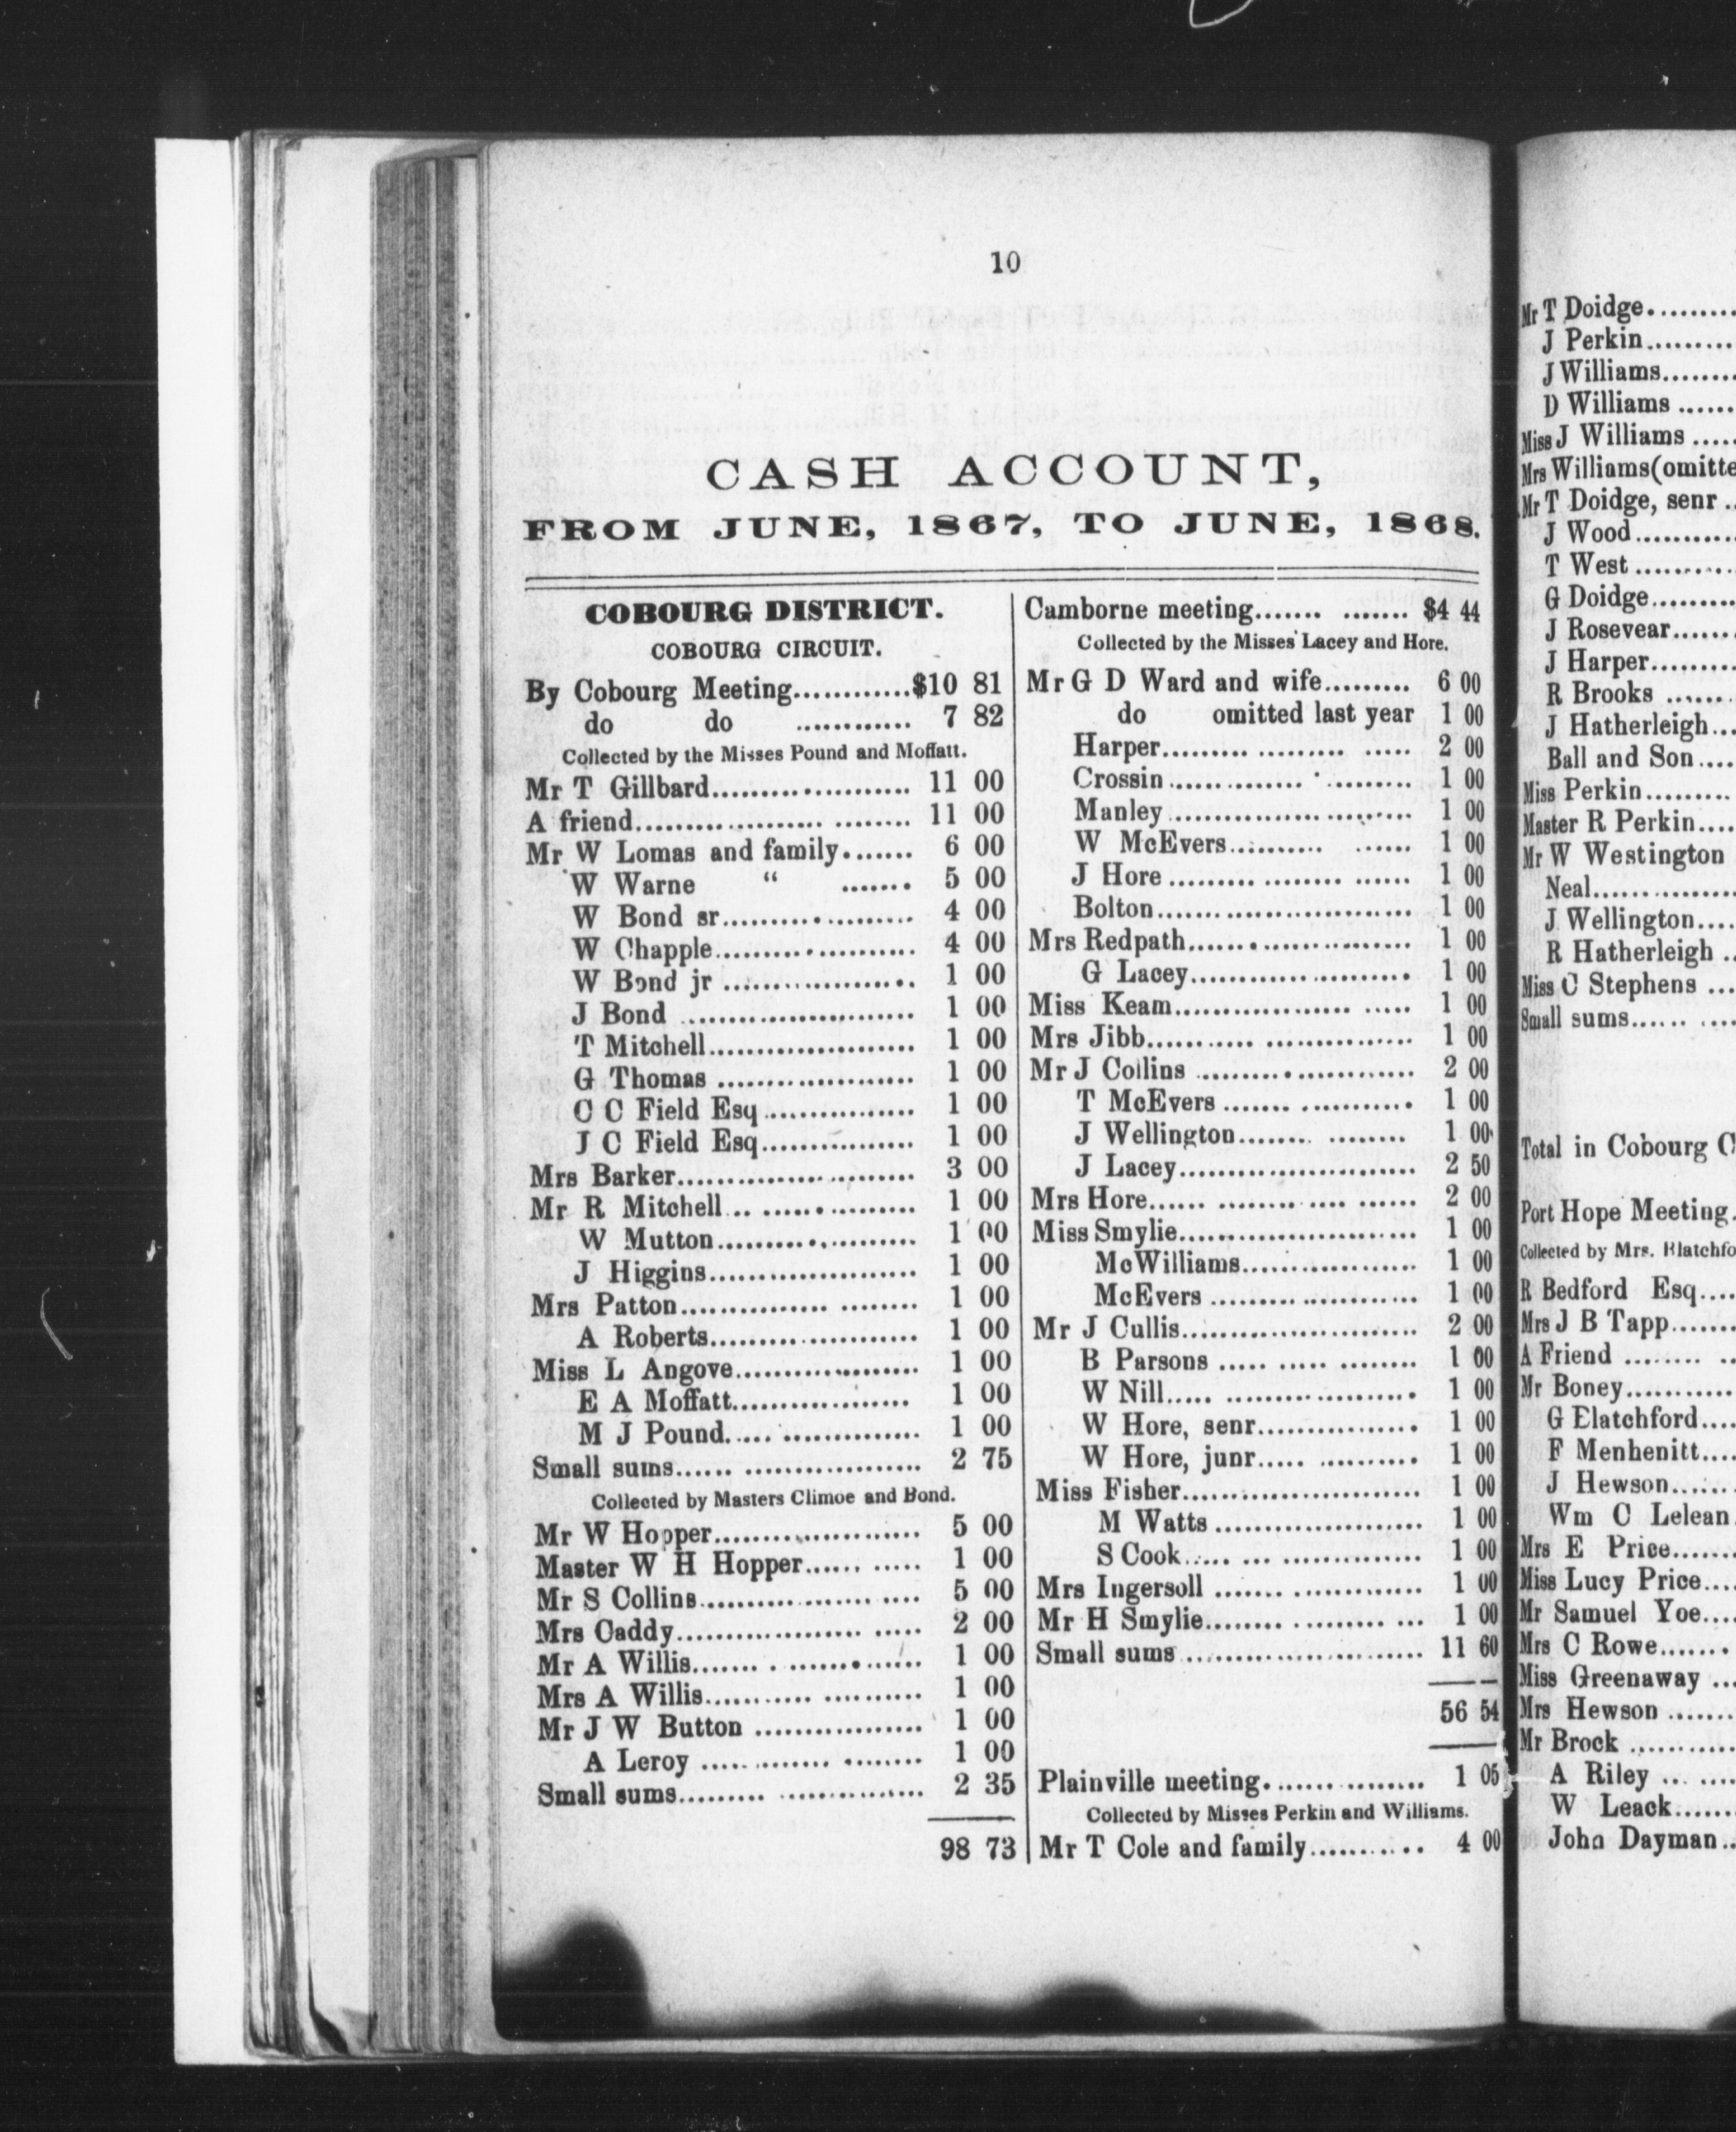 10
CASH ACCOUNT,
FROM JUNE, 1867, TO JUNE, 1868.
COBOURG DISTRICT.
COBOURG CIRCUIT.
By Cobourg Meeting............$10 81
do do ............ 7 82
Collected by the Misses Pound and Moffatt.
Mr T Gillbard.................... 11 00
A friend.................... ........ 11 00
Mr W Lomas and family....... 6 00
W Warne “ ....... 5 00
W Bond sr................... 4 00
W Chapple.................... 4 00
W Bond jr ................... 1 00
J Bond ........................ 1 00
T Mitchell...................... 1 00
G Thomas .................... 1 00
C C Field Esq................ 1 00
J C Field Esq................ 1 00
Mrs Barker........................ 3 00
Mr R Mitchell... ................ 1 00
W Mutton.................... 1 00
J Higgins...................... 1 00
Mrs Patton............... ........ 1 00
A Roberts...................... 1 00
Miss L Angove................... 1 00
E A Moffatt.................. 1 00
M J Pound..... .............. 1 00
Small sums...... .................. 2 75
Collected by Masters Climoe and Bond.
Mr W Hopper...................... 5 00
Master W H Hopper...... ..... 1 00
Mr S Collins................. .... 5 00
Mrs Caddy................... ..... 2 00
Mr A Willis....... . .............. 1 00
Mrs A Willis........... .......... 1 00
Mr J W Button ................. 1 00
A Leroy ............. ........ 1 00
Small sums......... ............... 2 35
98 73
Camborne meeting....... ....... $4 44
Collected by the Misses Lacey and Hore.
Mr G D Ward and wife......... 6 00
do omitted last year 1 00
Harper......... ......... ..... 2 00
Crossin.............. ......... 1 00
Manley......................... 1 00
W McEvers.......... ...... 1 00
J Hore ......... ........ ...... 1 00
Bolton.......................... 1 00
Mrs Redpath....................... 1 00
G Lacey....................... 1 00
Miss Keam.................. ..... 1 00
Mrs Jibb........... ............... 1 00
Mr J Collins ...................... 2 00
T McEvers ....... ........... 1 00
J Wellington........ ........ 1 00
J Lacey........................ 2 50
Mrs Hore...... ........ .... ...... 2 00
Miss Smylie........................ 1 00
McWilliams.................. 1 00
McEvers ..................... 1 00
Mr J Cullis........................ 2 00
B Parsons ..... ..... ........ 1 00
W Nill..... ................... 1 00
W Hore, senr................ 1 00
W Hore, junr..... .......... 1 00
Miss Fisher........................ 1 00
M Watts ..................... 1 00
S Cook..... ... .............. 1 00
Mrs Ingersoll ....... ............ 1 00
Mr H Smylie........ ......... ... 1 00
Small sums ........................ 11 60
56 54
Plainville meeting........ ........ 1 05
Collected by Misses Perkin and Williams.
Mr T Cole and family........... 4 00
Mr T Doidge.........
J Perkin.........
J Williams.......
D Williams ......
Miss J Williams .....
Mrs Williams(omitte
Mr T Doidge, senr ..
J Wood...........
T West ..........
G Doidge.........
J Rosevear......
J Harper.........
R Brooks .......
J Hatherleigh...
Ball and Son....
Miss Perkin.........
Master R Perkin....
Mr W Westington
Neal...............
J Wellington....
R Hatherleigh ..
Miss C Stephens ...
Small sums...... ....
Total in Cobourg C
Port Hope Meeting.
Collected by Mrs. Blatchfo
R Bedford Esq....
Mrs J B Tapp.......
A Friend ........ ..
Mr Boney...........
G Elatchford....
F Menhenitt....
J Hewson.......
Wm C Lelean.
Mrs E Price.......
Miss Lucy Price....
Mr Samuel Yoe....
Mrs C Rowe.......
Miss Greenaway ...
Mrs Hewson .......
Mr Brock ............
A Riley ... .....
W Leack.......
John Dayman..